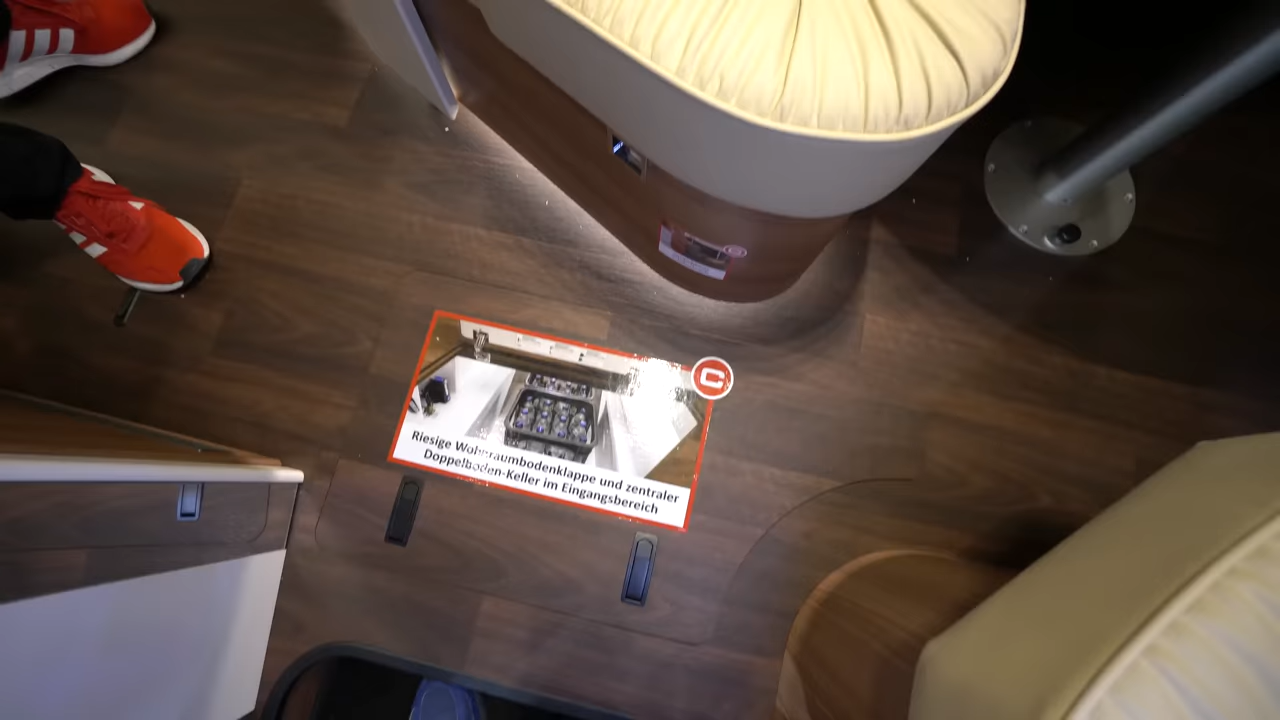 C
Riesige Wohnraumbodenklappe und zentraler
Doppelboden-Keller im Eingangsbereich